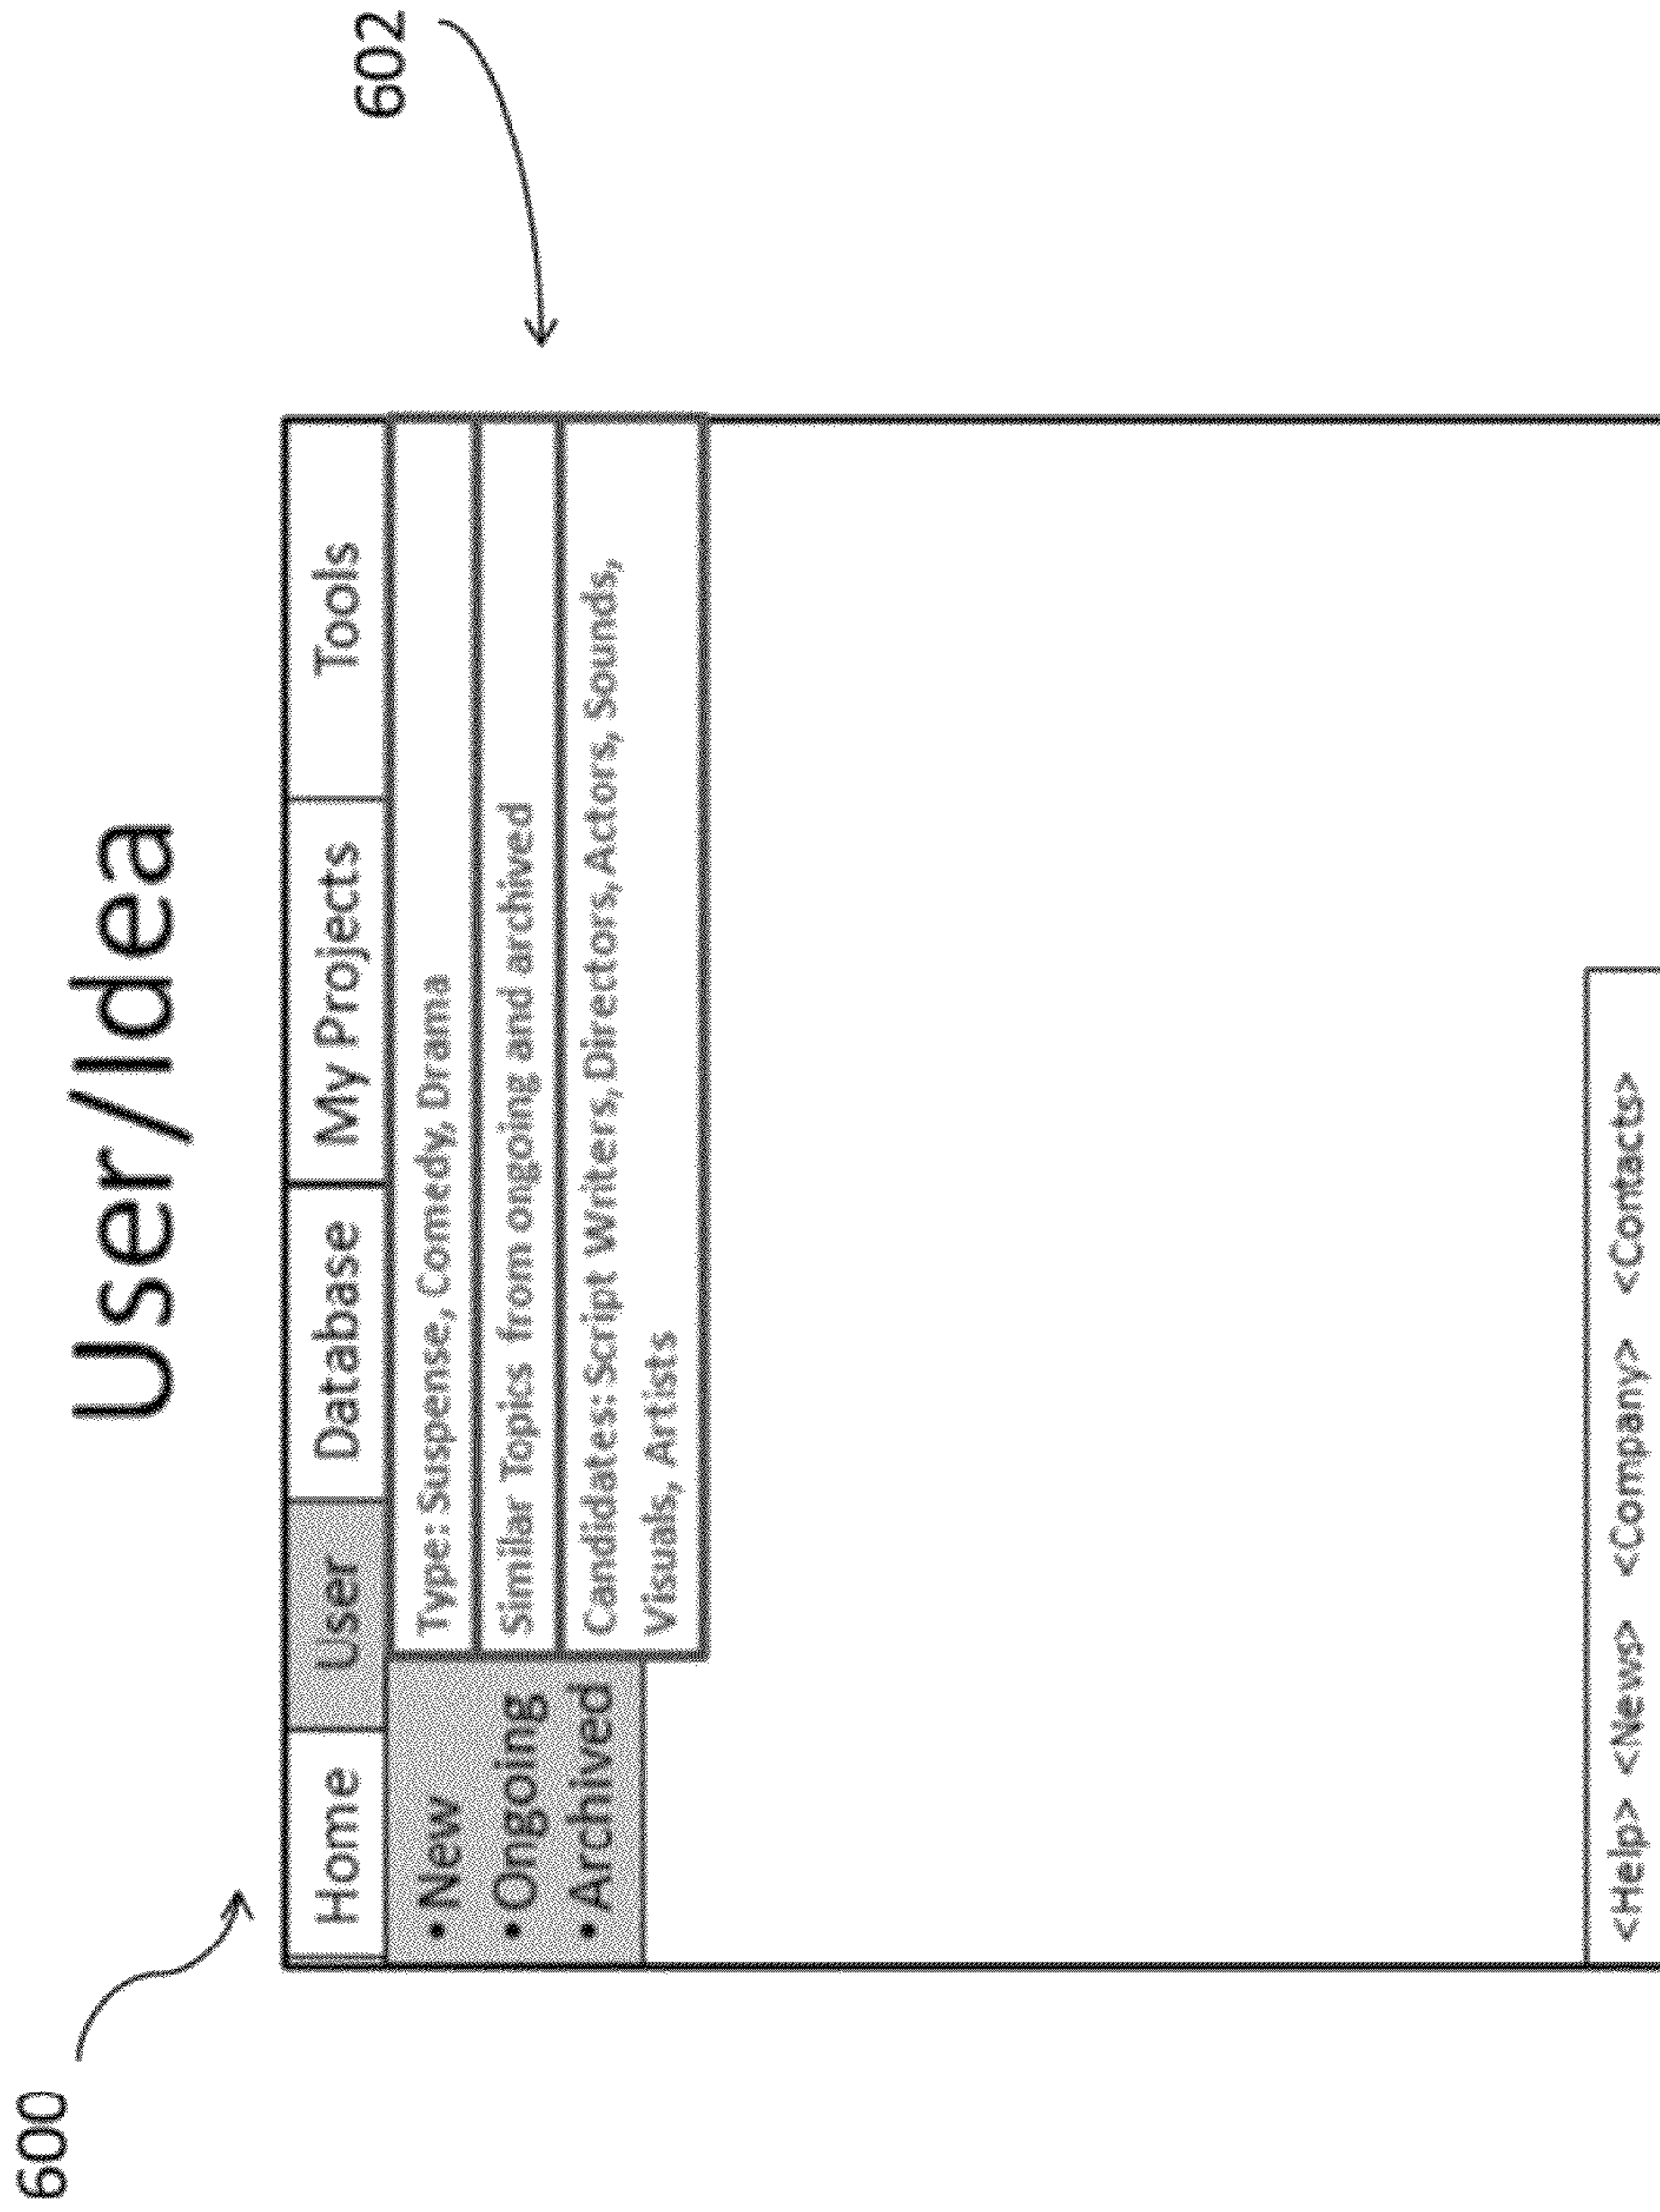 User/Idea
600
602
Home User Database My Projects Tools
• New
• Ongoing
• Archived
Type: Suspense, Comedy, Drama
Similar Topics from ongoing and archived
Candidates: Script Writers, Directors, Actors, Sounds,
Visuals, Artists
<Help> <News> <Company> <Contacts>